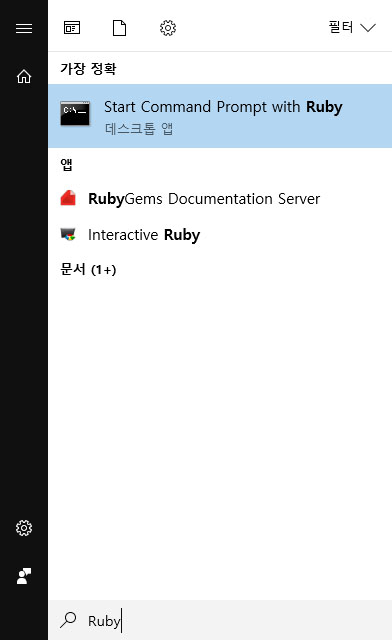 필터
가장 정확
Start Command Prompt with Ruby
데스크톱 앱
앱
RubyGems Documentation Server
Interactive Ruby
문서 (1+)
Ruby